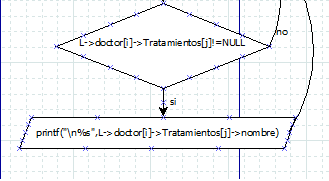 L->doctor[i]->Tratamientos[j]!=NULL
no
si
printf("\n%s",L->doctor[i]->Tratamientos[j]->nombre)